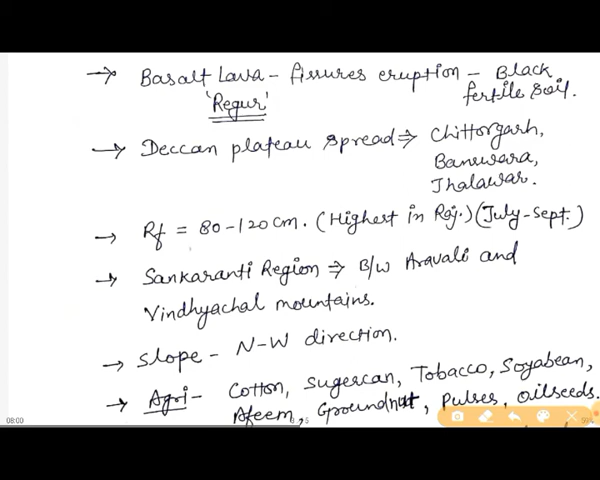 → Basalt Lava - fissures eruption - Black
'Regur' fertile soil.
→ Deccan plateau spread ⇒ Chittorgarh,
Banswara,
Jhalawar.
→ Rf = 80-120 cm. (Highest in Raj.) (July-Sept.)
→ Sankaranti Region ⇒ B/w Aravali and
Vindhyachal mountains.
→ Slope - N-W direction.
→ Agri - Cotton, Sugercan, Tobacco, Soyabean,
Afeem, Groundnut, Pulses, Oilseeds.
08:00